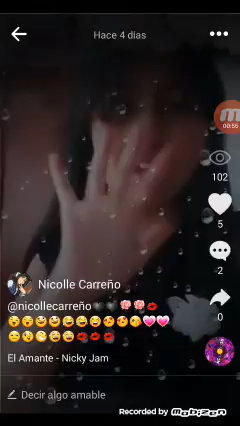 Hace 4 días
00:55
102
5
2
0
Nicolle Carreño
@nicollecarreño
El Amante - Nicky Jam
Decir algo amable
Recorded by Mobizen